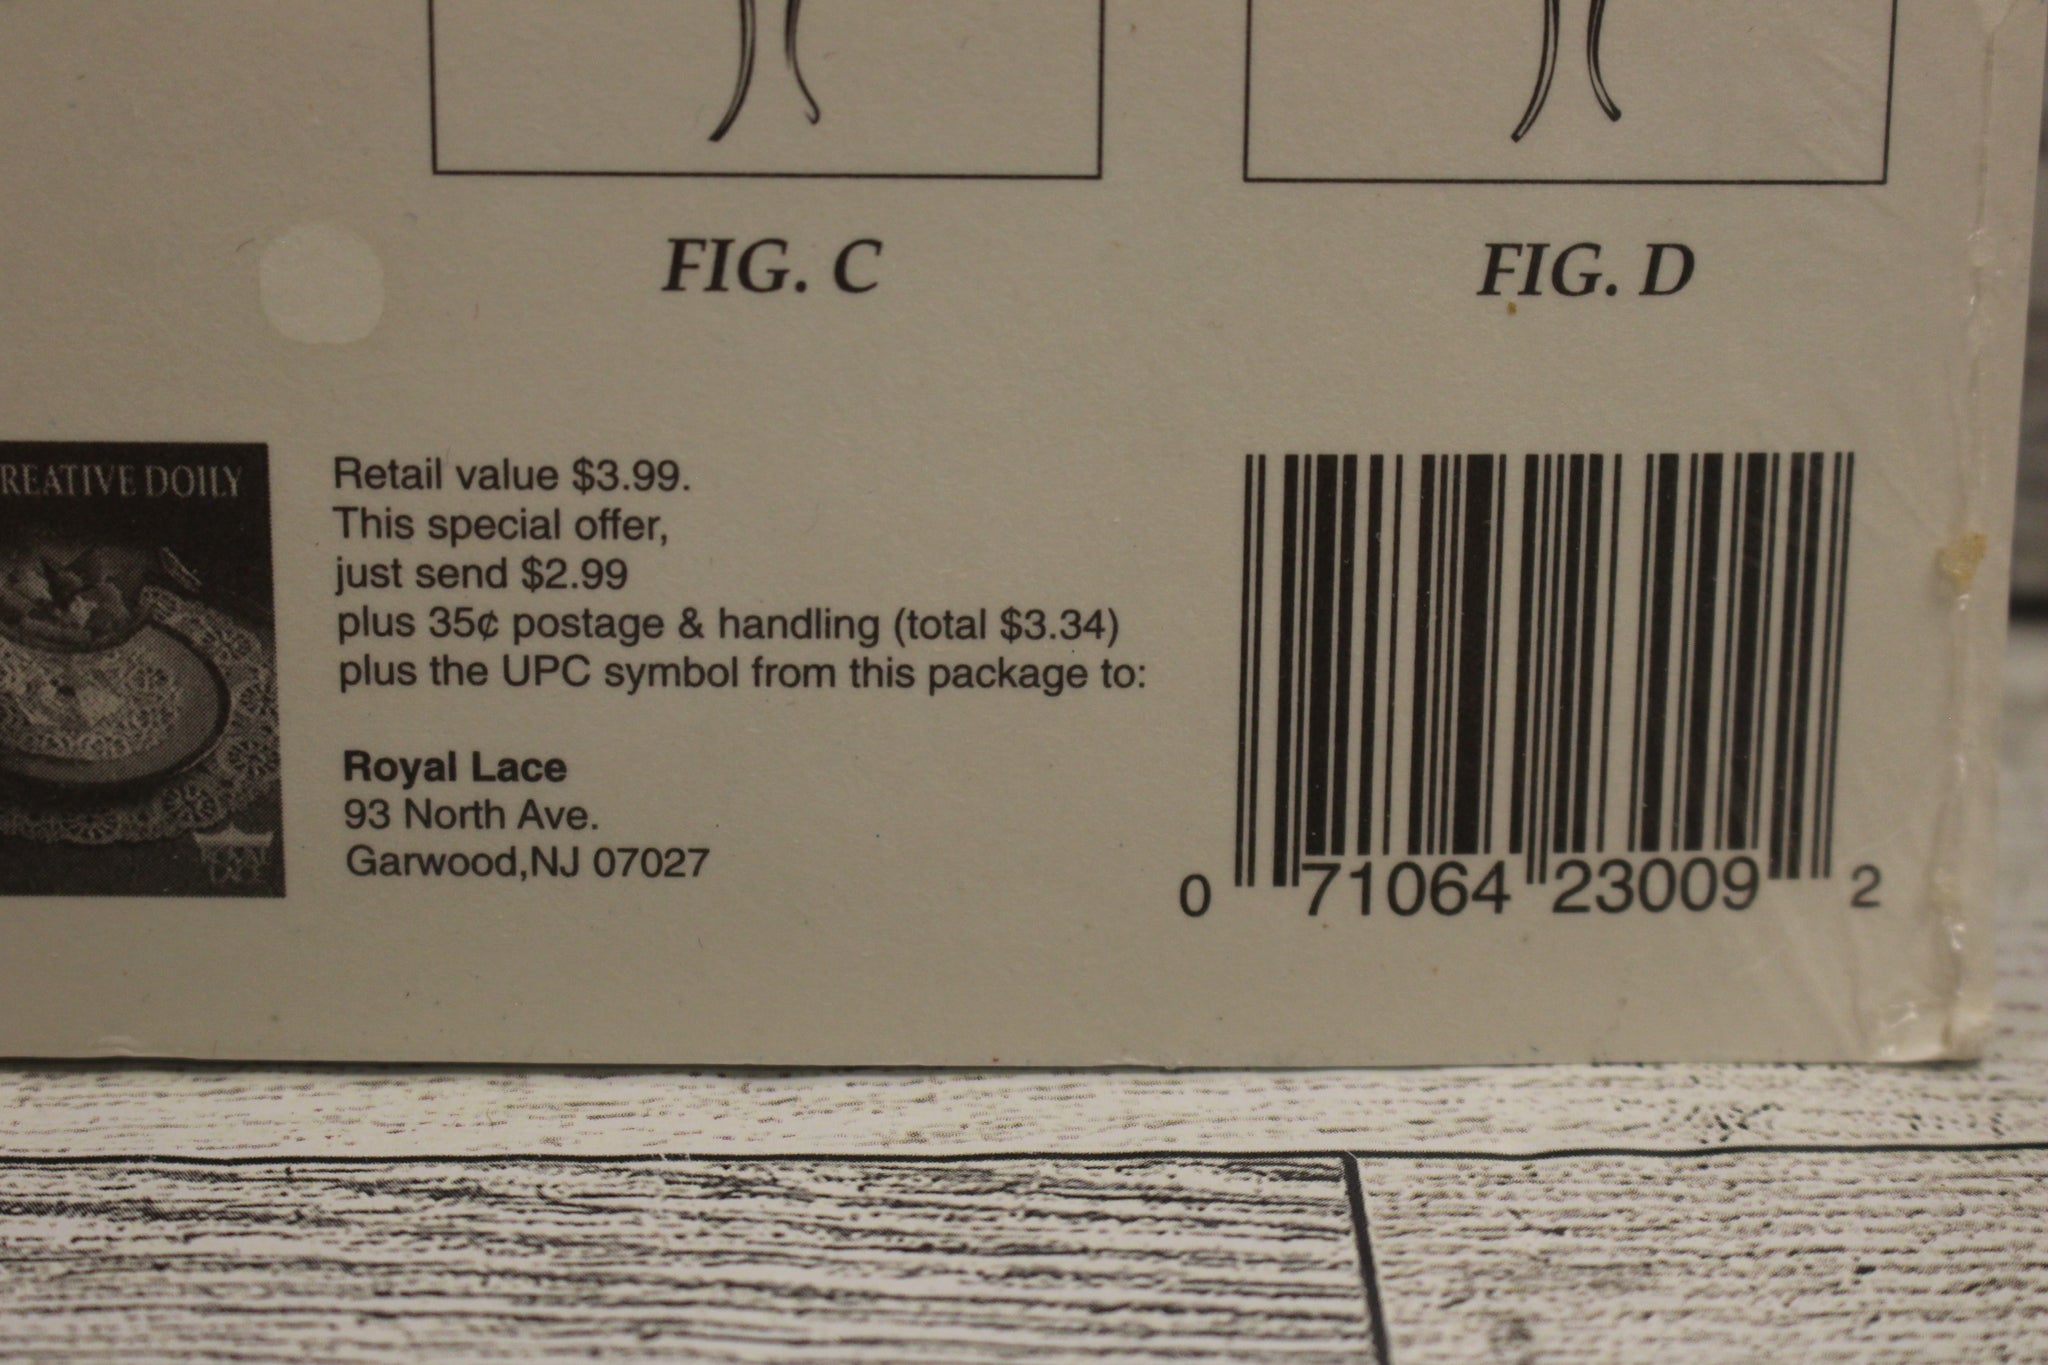 FIG. C
FIG. D
REATIVE DOILY
Retail value $3.99.
This special offer,
just send $2.99
plus 35¢ postage & handling (total $3.34)
plus the UPC symbol from this package to:
Royal Lace
93 North Ave.
Garwood,NJ 07027
0 71064 23009 2